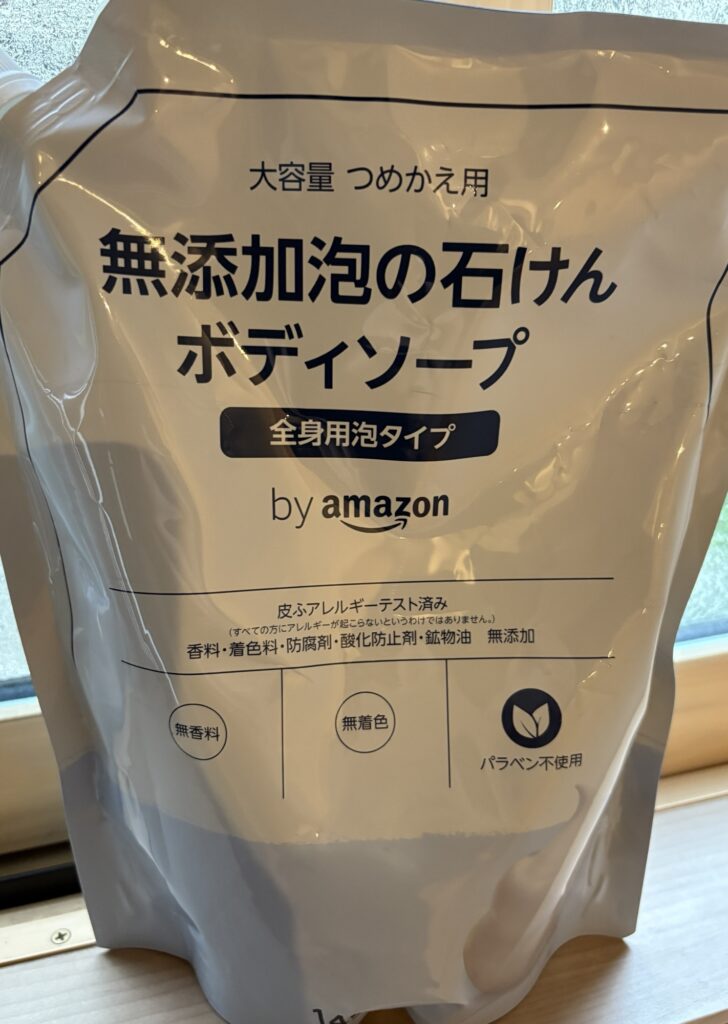 大容量 つめかえ用
無添加泡の石けん
ボディソープ
全身用泡タイプ
by amazon
皮ふアレルギーテスト済み
(すべての方にアレルギーが起こらないというわけではありません。)
香料・着色料・防腐剤・酸化防止剤・鉱物油 無添加
無香料
無着色
パラベン不使用